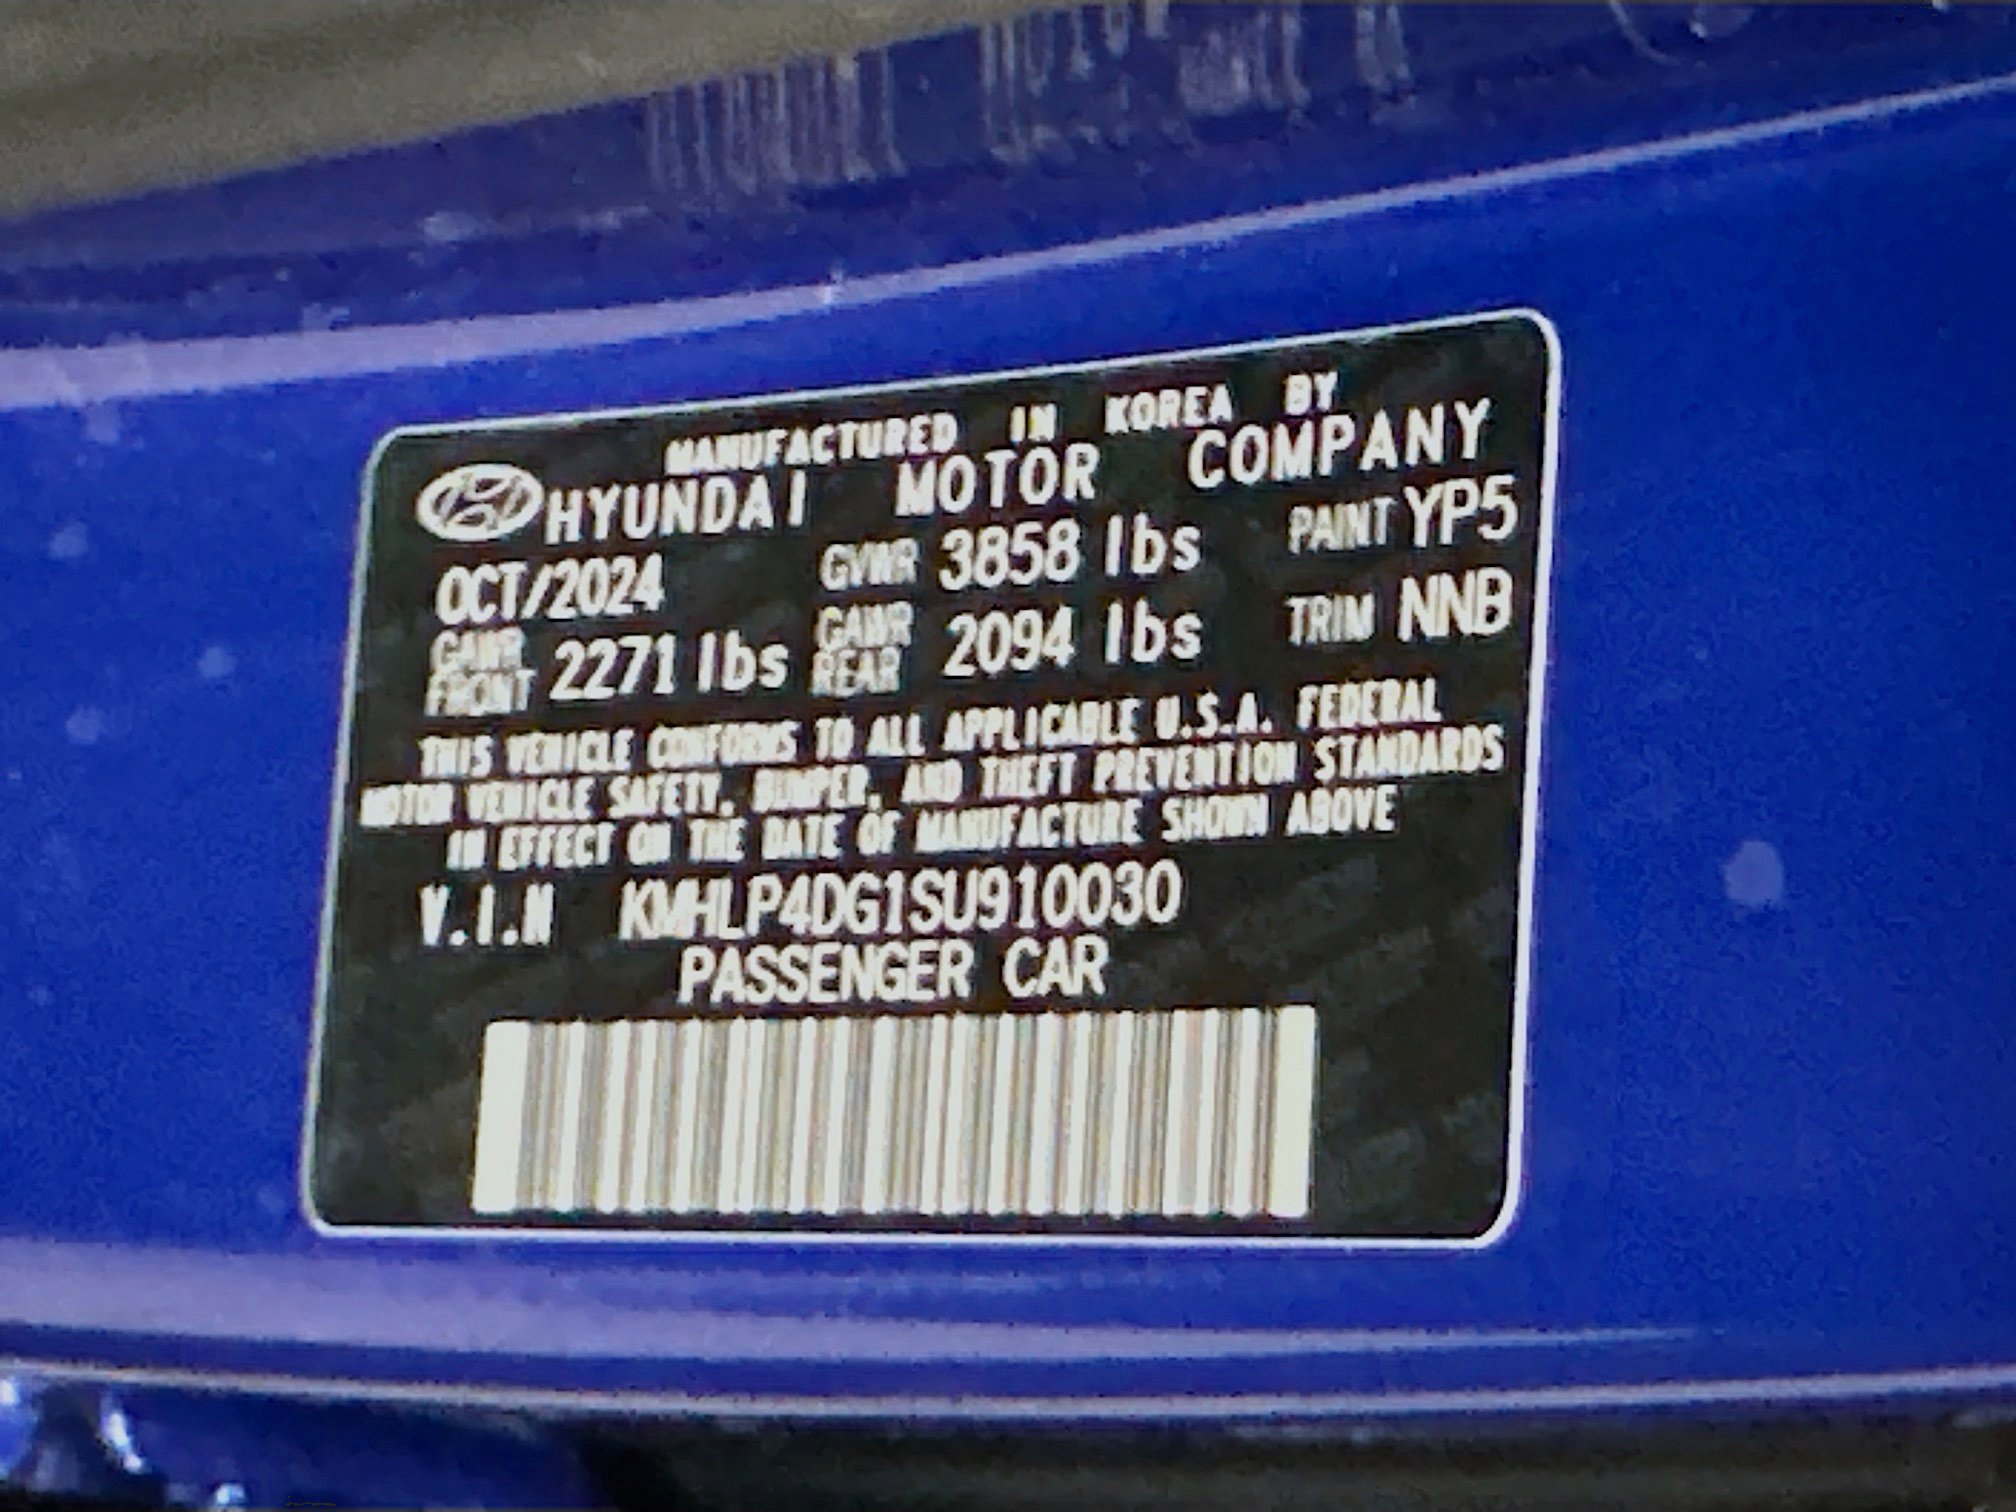 MANUFACTURED IN KOREA BY
HYUNDAI MOTOR COMPANY
OCT/2024 GVWR 3858 lbs PAINT YP5
GAWR FRONT 2271 lbs GAWR REAR 2094 lbs TRIM NNB
THIS VEHICLE CONFORMS TO ALL APPLICABLE U.S.A. FEDERAL
MOTOR VEHICLE SAFETY, BUMPER, AND THEFT PREVENTION STANDARDS
IN EFFECT ON THE DATE OF MANUFACTURE SHOWN ABOVE
V.I.N KMHLP4DG1SU910030
PASSENGER CAR